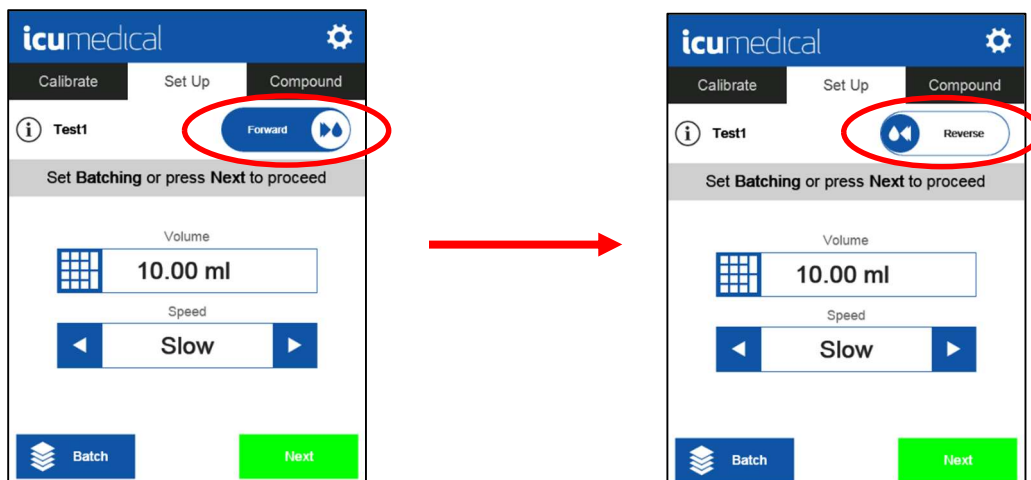 icumedical
Calibrate Set Up Compound
i Test1 Forward
Set Batching or press Next to proceed
Volume
10.00 ml
Speed
Slow
Batch Next
icumedical
Calibrate Set Up Compound
i Test1 Reverse
Set Batching or press Next to proceed
Volume
10.00 ml
Speed
Slow
Batch Next